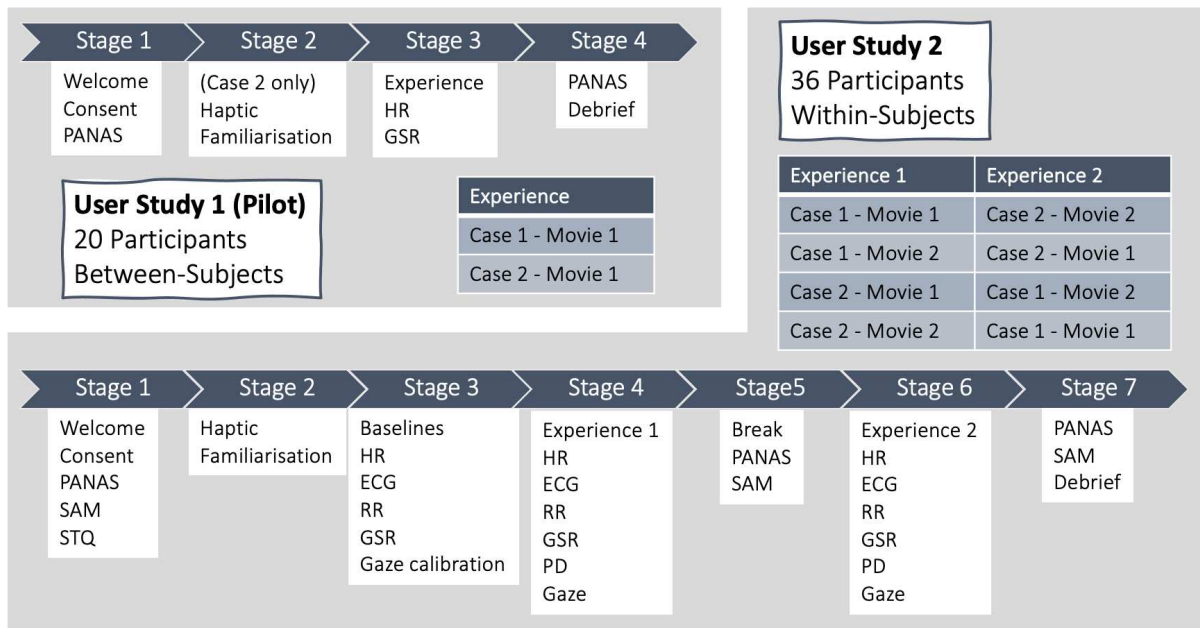 Stage 1
Stage 2
Stage 3
Stage 4
Welcome
Consent
PANAS
(Case 2 only)
Haptic
Familiarisation
Experience
HR
GSR
PANAS
Debrief
User Study 1 (Pilot)
20 Participants
Between-Subjects
Experience
Case 1 - Movie 1
Case 2 - Movie 1
User Study 2
36 Participants
Within-Subjects
Experience 1 Experience 2
Case 1 - Movie 1 Case 2 - Movie 2
Case 1 - Movie 2 Case 2 - Movie 1
Case 2 - Movie 1 Case 1 - Movie 2
Case 2 - Movie 2 Case 1 - Movie 1
Stage 1
Stage 2
Stage 3
Stage 4
Stage5
Stage 6
Stage 7
Welcome
Consent
PANAS
SAM
STQ
Haptic
Familiarisation
Baselines
HR
ECG
RR
GSR
Gaze calibration
Experience 1
HR
ECG
RR
GSR
PD
Gaze
Break
PANAS
SAM
Experience 2
HR
ECG
RR
GSR
PD
Gaze
PANAS
SAM
Debrief